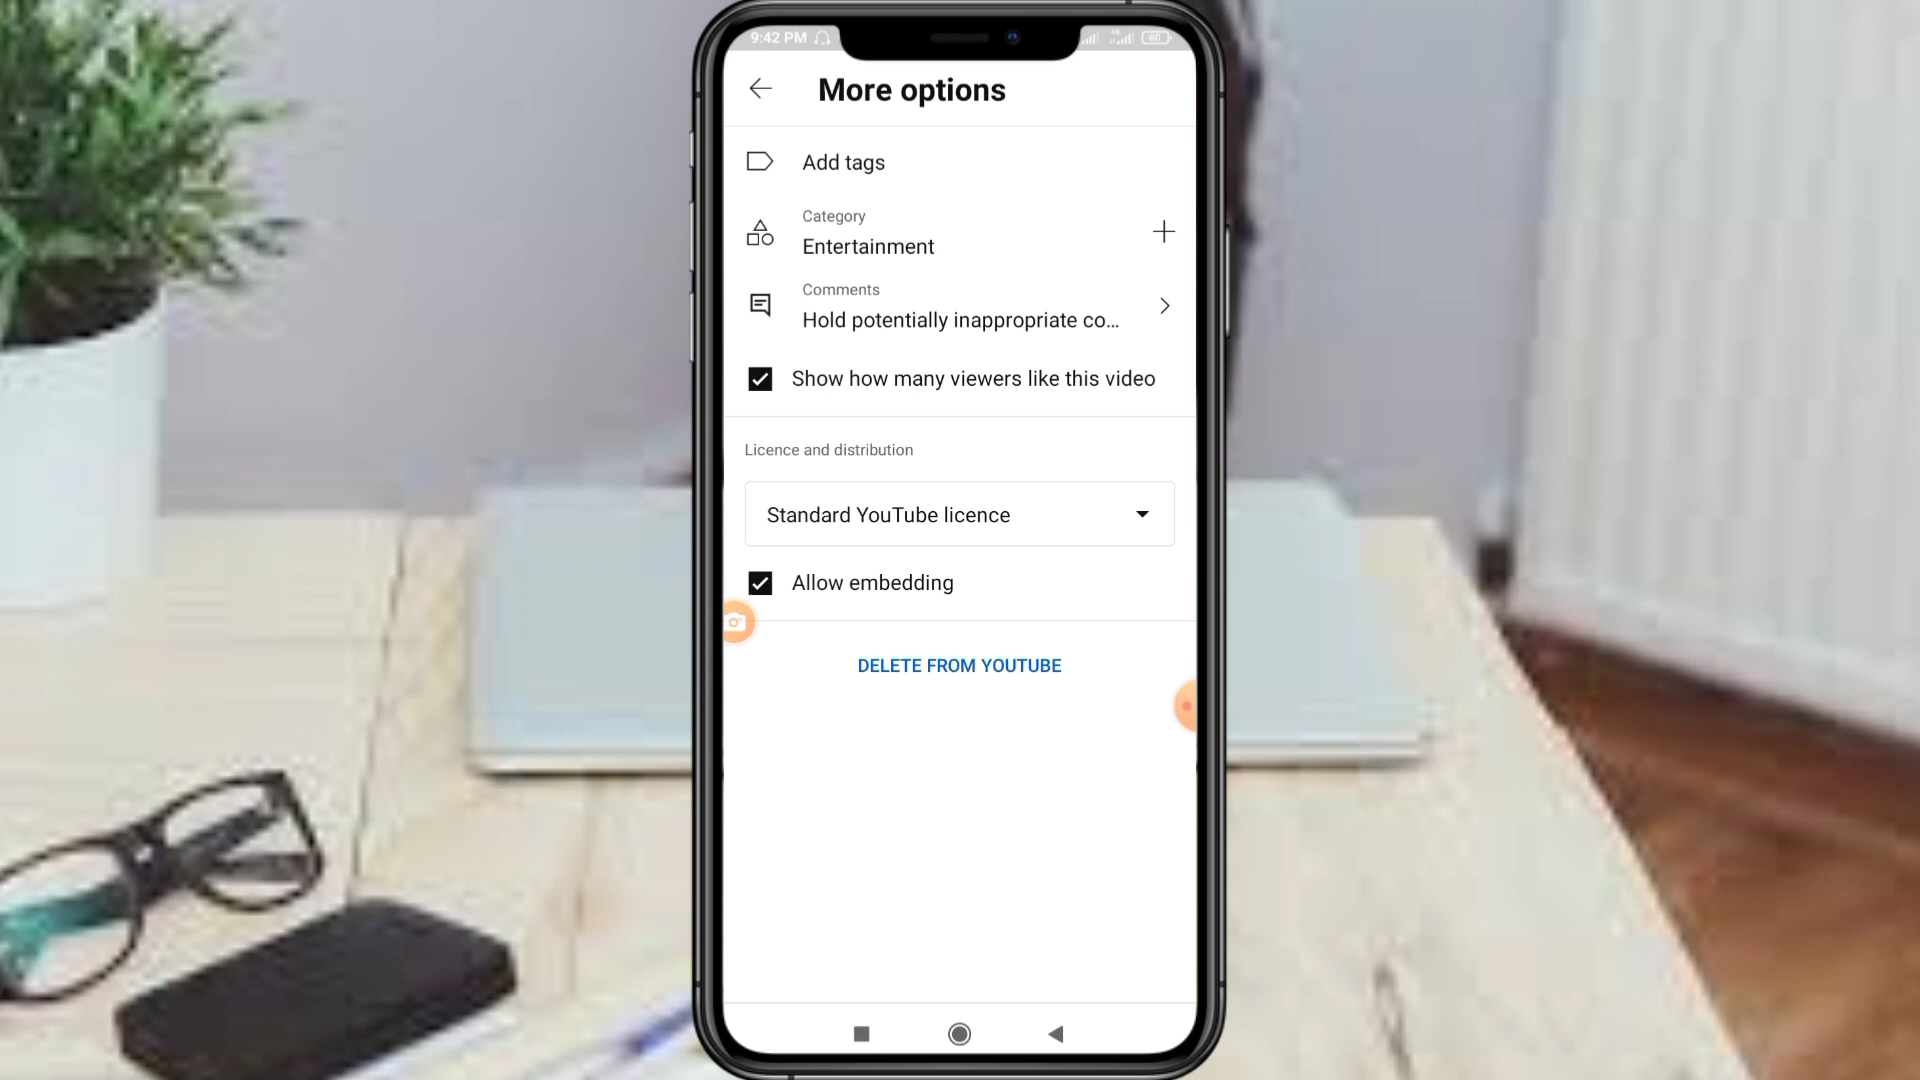 9:42 PM
60
More options
Add tags
Category
Entertainment
Comments
Hold potentially inappropriate co...
Show how many viewers like this video
Licence and distribution
Standard YouTube licence
Allow embedding
DELETE FROM YOUTUBE